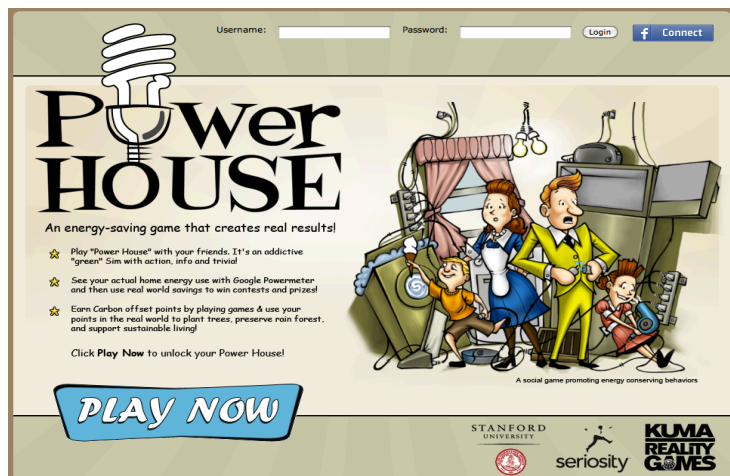 Username:
Password:
Login
f Connect
Power
HOUSE
An energy-saving game that creates real results!
Play "Power House" with your friends. It's an addictive
"green" Sim with action, info and trivia!
See your actual home energy use with Google Powermeter
and then use real world savings to win contests and prizes!
Earn Carbon offset points by playing games & use your
points in the real world to plant trees, preserve rain forest,
and support sustainable living!
Click Play Now to unlock your Power House!
A social game promoting energy conserving behaviors
PLAY NOW
STANFORD
UNIVERSITY
seriosity
KUMA
REALITY
GAMES